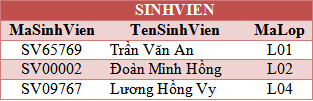 SINHVIEN
MaSinhVien TenSinhVien MaLop
SV65769 Trần Văn An L01
SV00002 Đoàn Minh Hồng L02
SV09767 Lương Hồng Vy L04